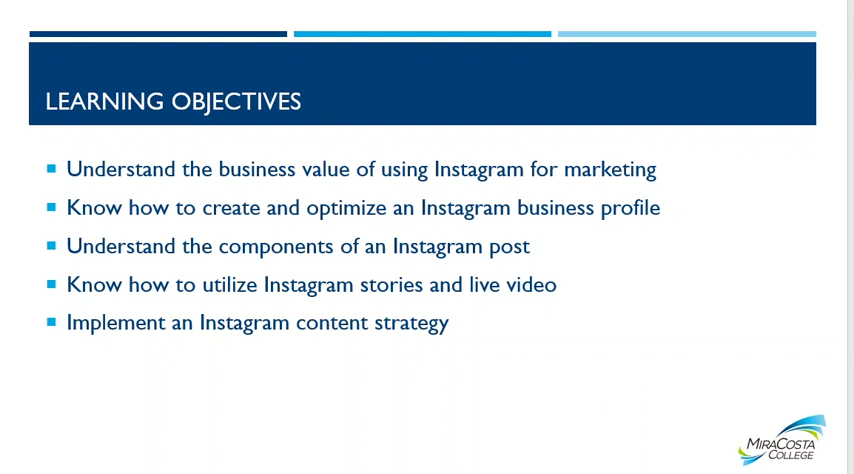 LEARNING OBJECTIVES
Understand the business value of using Instagram for marketing
Know how to create and optimize an Instagram business profile
Understand the components of an Instagram post
Know how to utilize Instagram stories and live video
Implement an Instagram content strategy
MIRACOSTA
COLLEGE